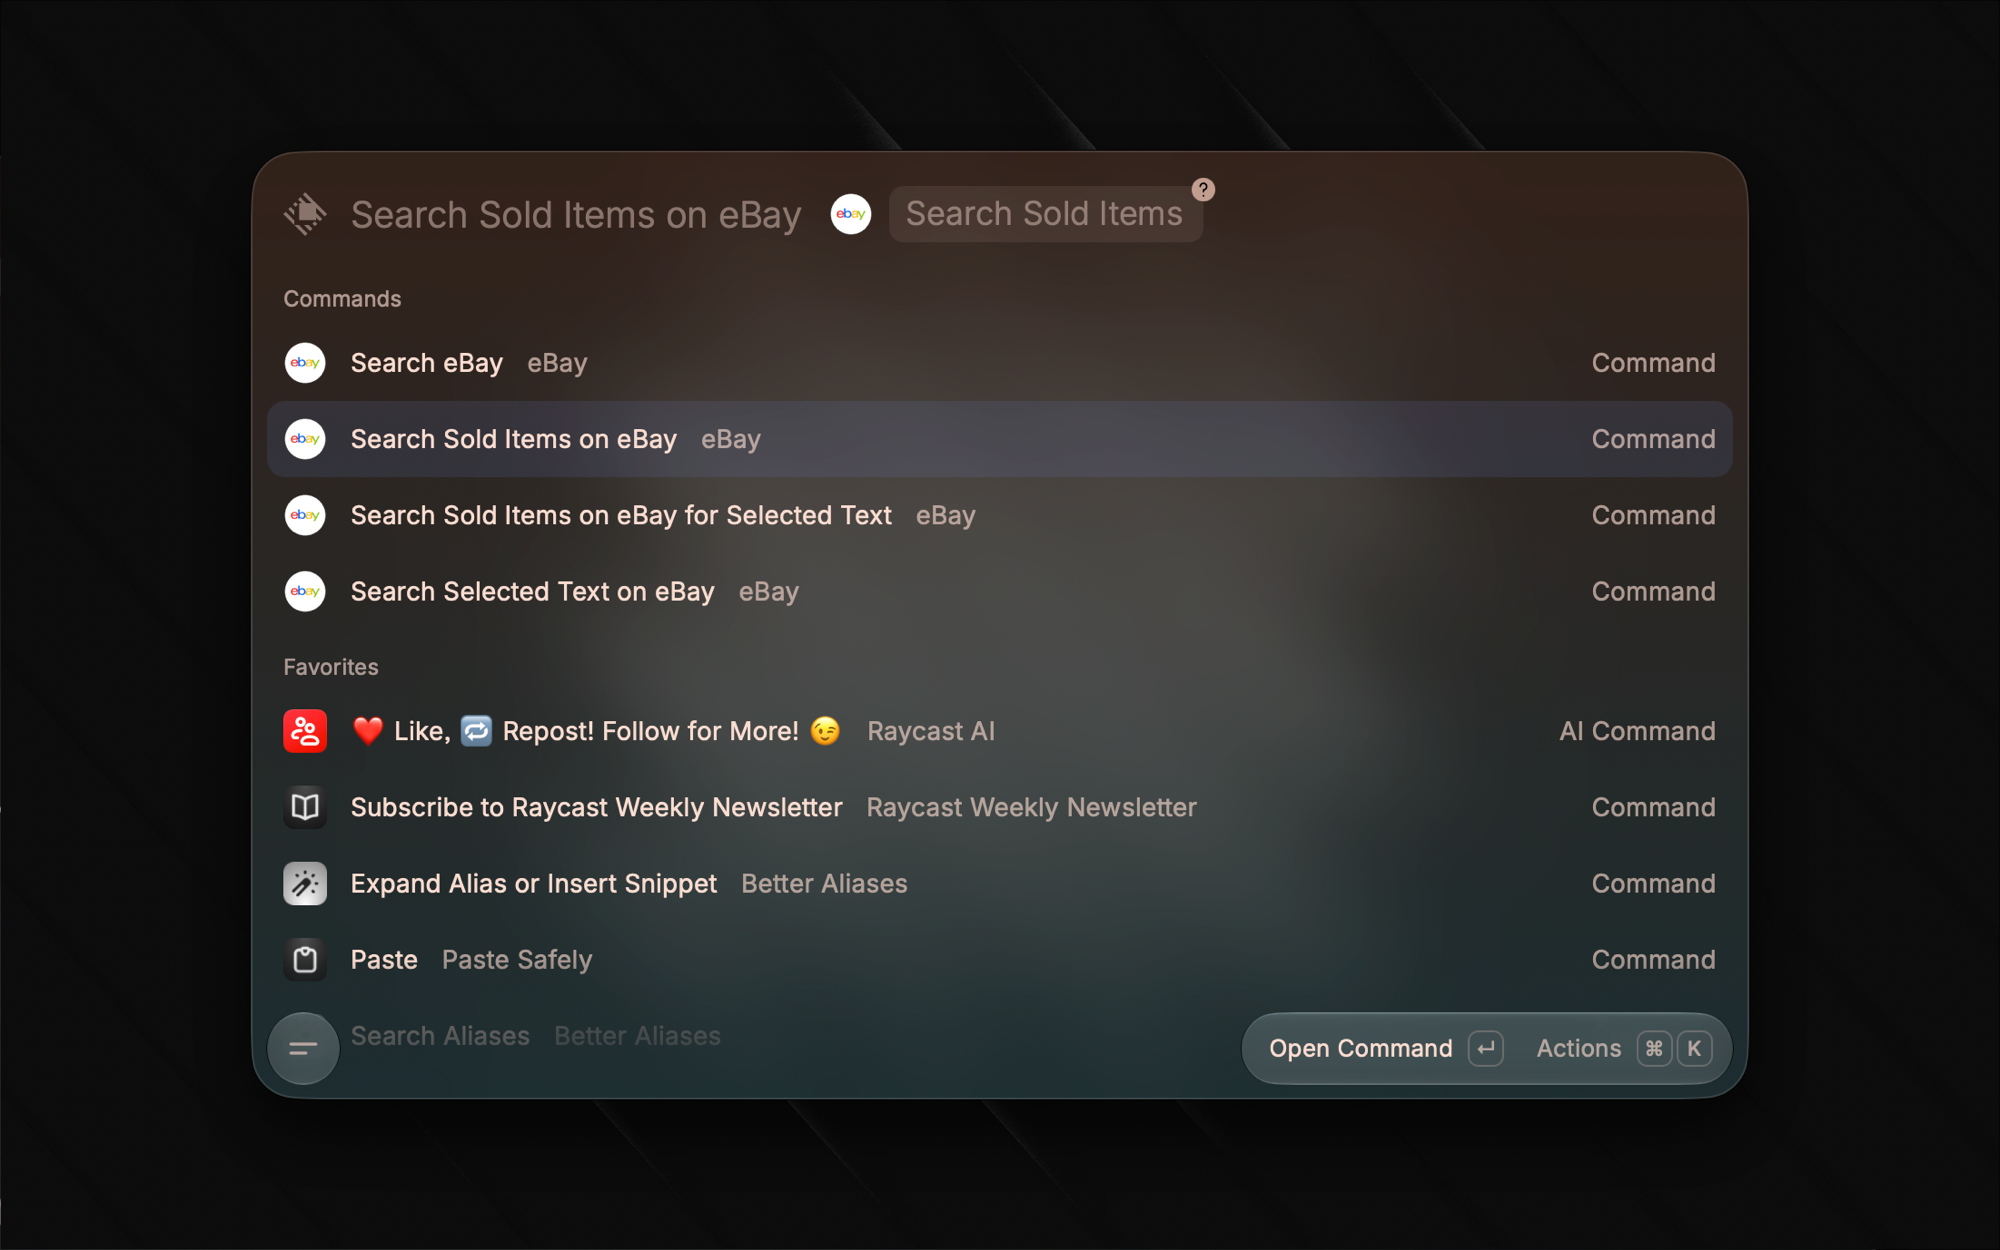 Search Sold Items on eBay ebay Search Sold Items ?
Commands
ebay Search eBay eBay Command
ebay Search Sold Items on eBay eBay Command
ebay Search Sold Items on eBay for Selected Text eBay Command
ebay Search Selected Text on eBay eBay Command
Favorites
❤️ Like, 🔁 Repost! Follow for More! 😉 Raycast AI AI Command
Subscribe to Raycast Weekly Newsletter Raycast Weekly Newsletter Command
Expand Alias or Insert Snippet Better Aliases Command
Paste Paste Safely Command
Search Aliases Better Aliases
Open Command ↵ Actions ⌘ K